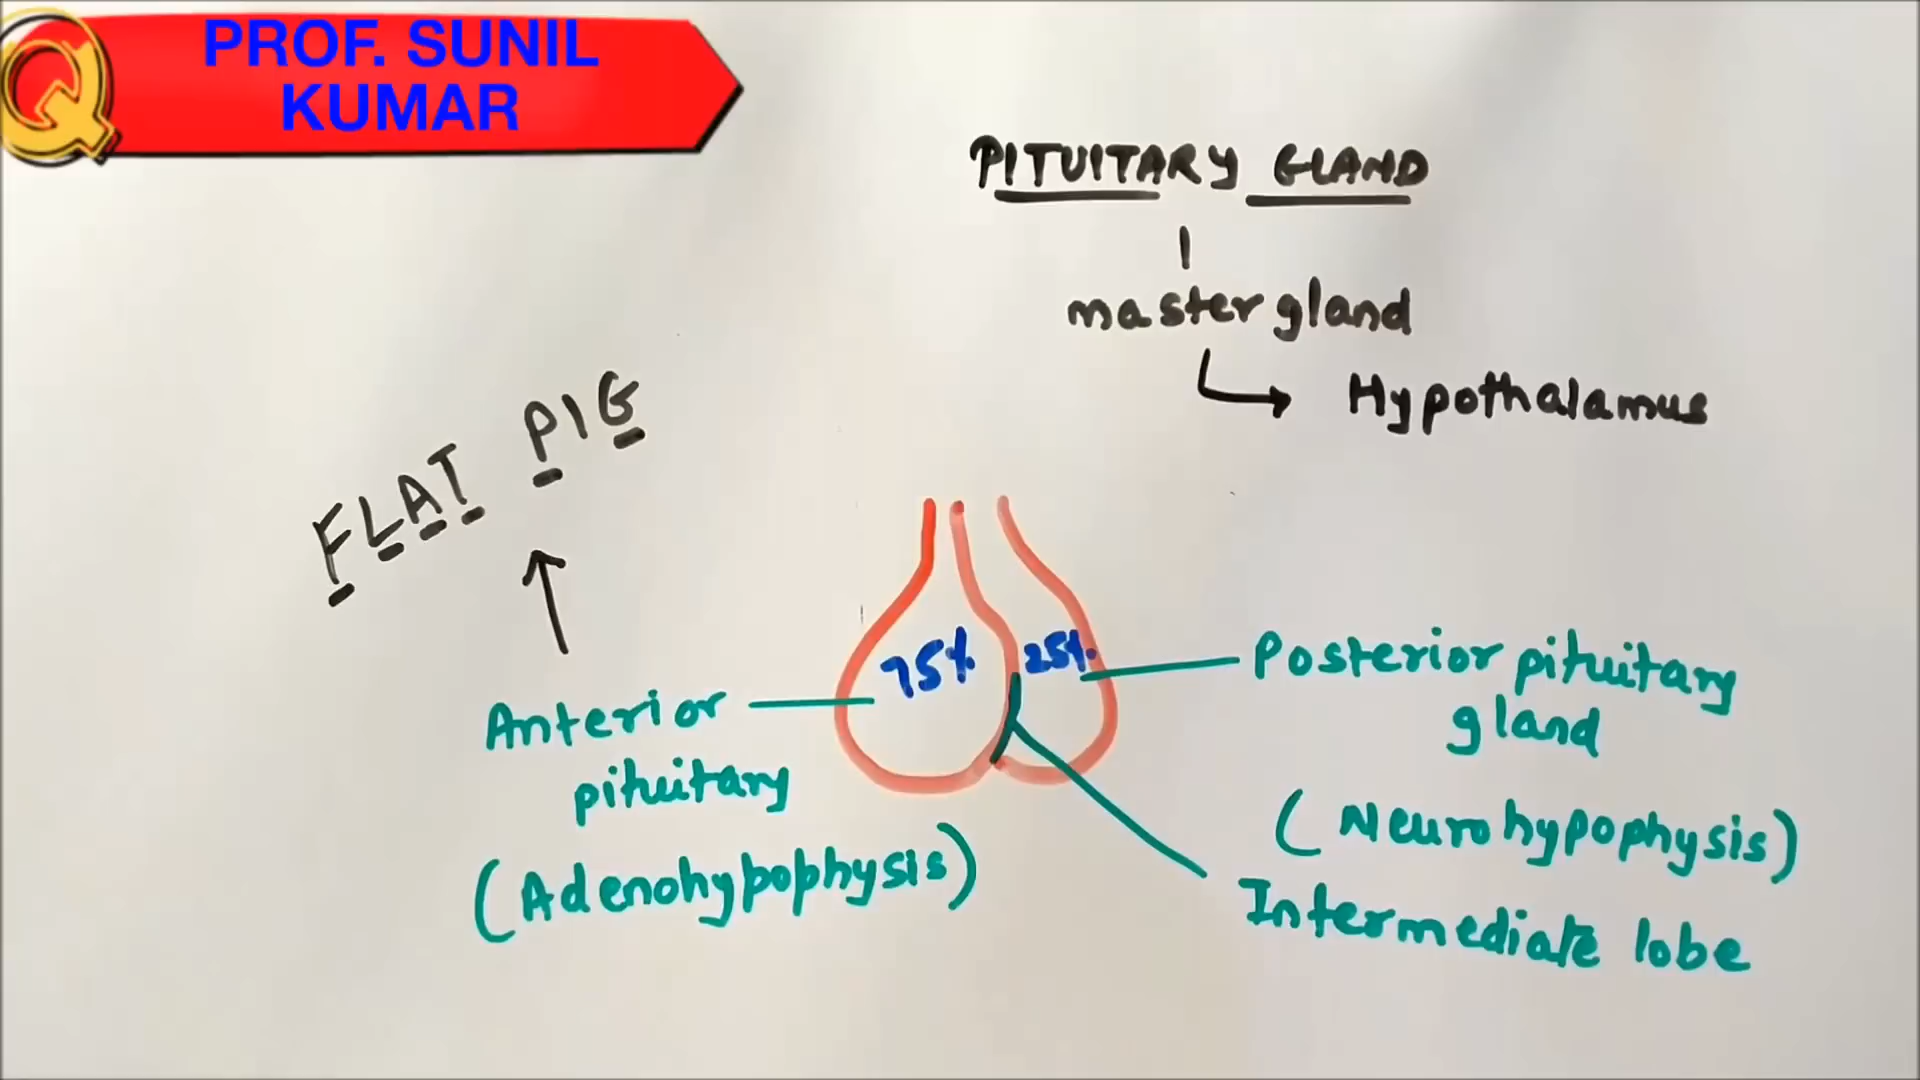 PROF. SUNIL
KUMAR
PITUITARY GLAND
master gland
Hypothalamus
FLAT PIG
75%
25%
Anterior
pituitary
(Adenohypophysis)
Posterior pituitary
gland
(Neurohypophysis)
Intermediate lobe